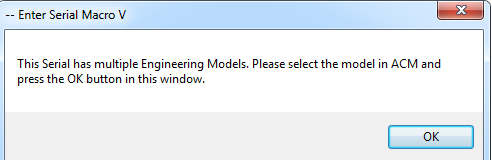 -- Enter Serial Macro V
This Serial has multiple Engineering Models. Please select the model in ACM and
press the OK button in this window.
OK